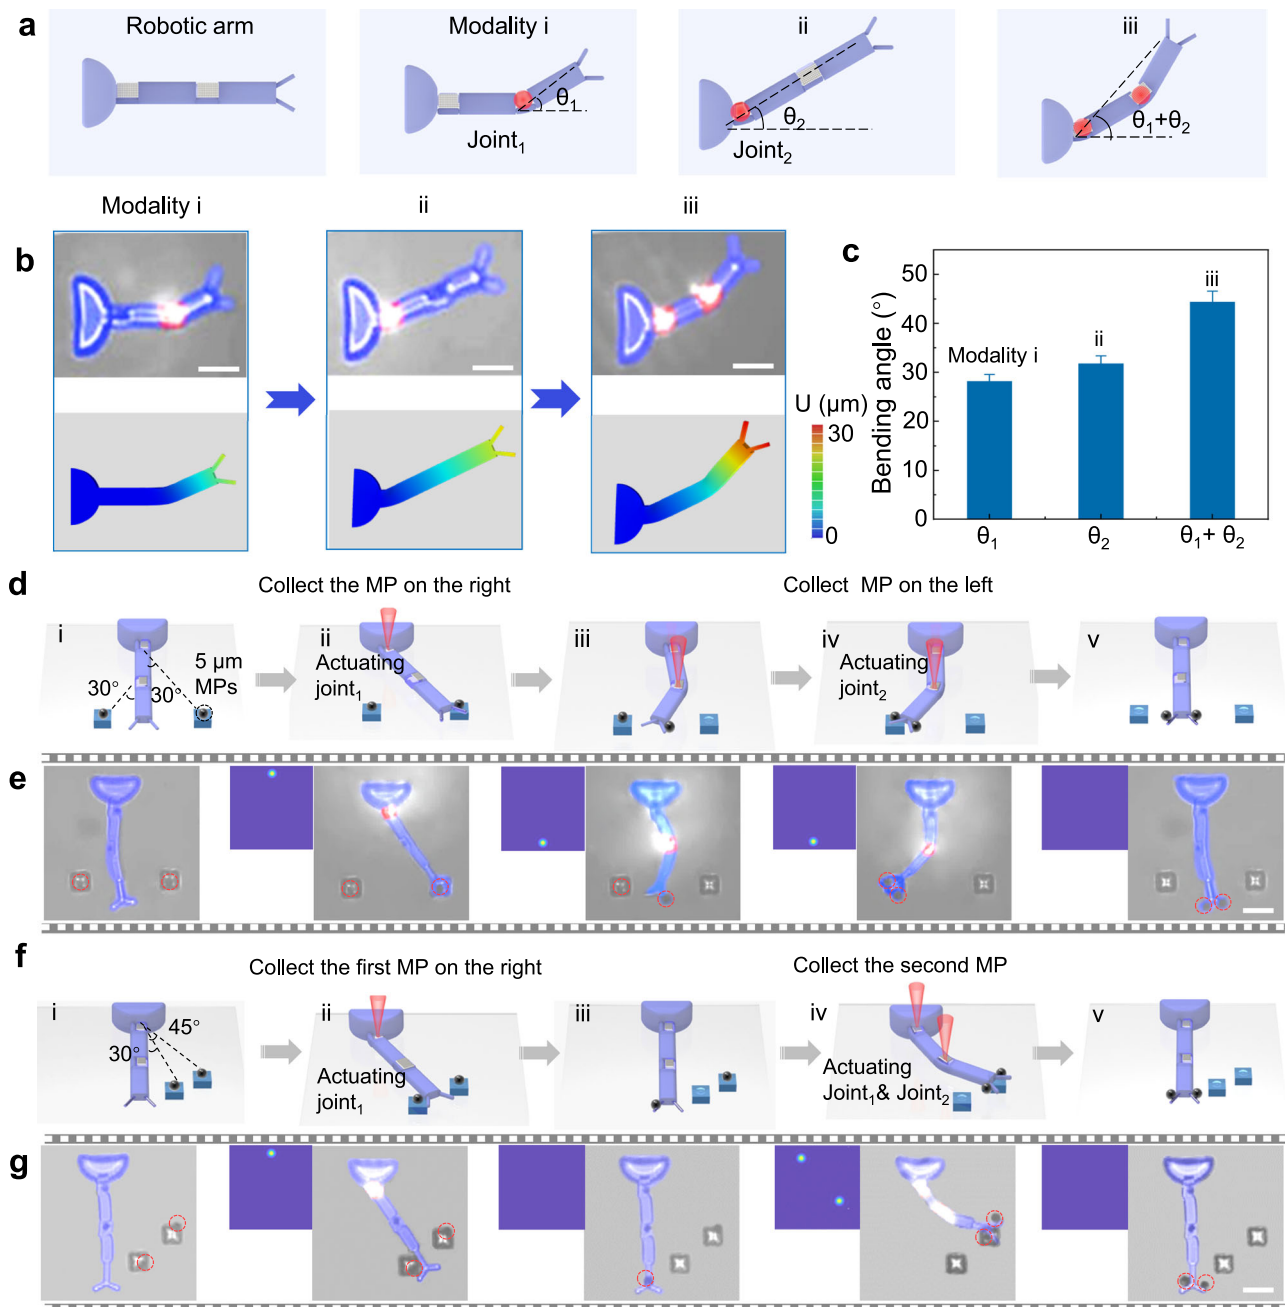 a
Robotic arm
Modality i
ii
iii
θ1
Joint1
θ2
Joint2
θ1+θ2
Modality i
ii
iii
b
U (μm)
30
0
c
Bending angle (°)
50
40
30
20
10
0
Modality i
ii
iii
θ1
θ2
θ1+ θ2
d
Collect the MP on the right
Collect MP on the left
i
30°
30°
5 μm
MPs
ii
Actuating
joint1
iii
iv
Actuating
joint2
v
e
f
Collect the first MP on the right
Collect the second MP
i
45°
30°
ii
Actuating
joint1
iii
iv
Actuating
Joint1& Joint2
v
g